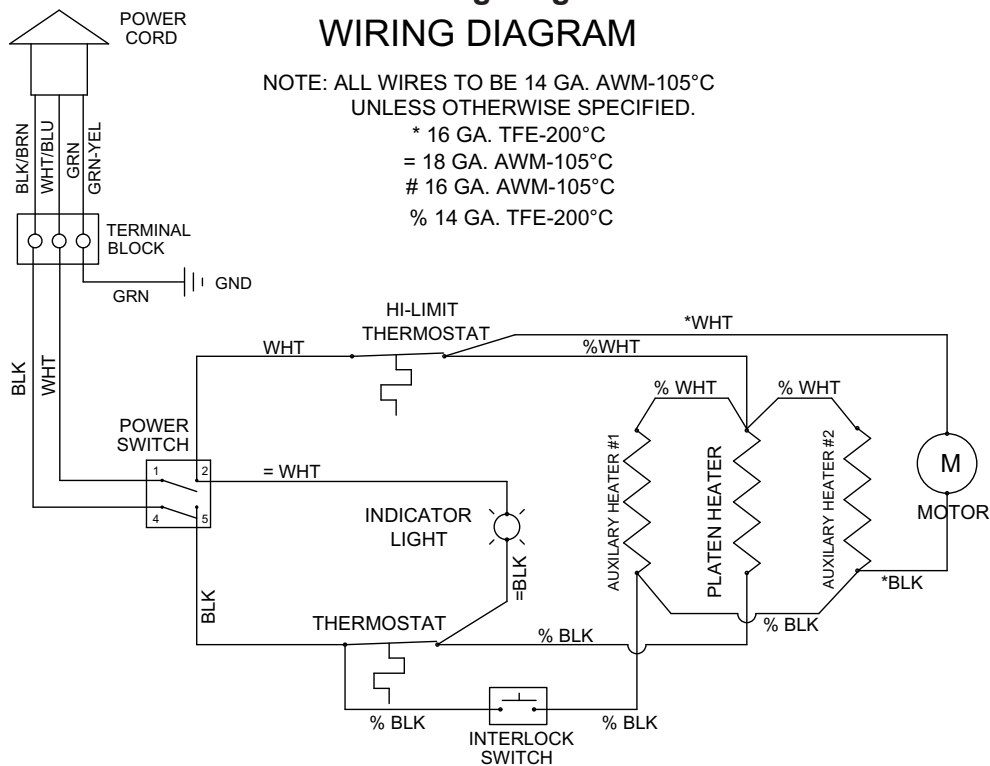 WIRING DIAGRAM
POWER
CORD
NOTE: ALL WIRES TO BE 14 GA. AWM-105°C
UNLESS OTHERWISE SPECIFIED.
* 16 GA. TFE-200°C
= 18 GA. AWM-105°C
# 16 GA. AWM-105°C
% 14 GA. TFE-200°C
BLK/BRN
WHT/BLU
GRN
GRN-YEL
TERMINAL
BLOCK
GRN
GND
BLK
WHT
HI-LIMIT
THERMOSTAT
WHT
*WHT
%WHT
% WHT
% WHT
POWER
SWITCH
1
2
4
5
= WHT
INDICATOR
LIGHT
=BLK
AUXILARY HEATER #1
PLATEN HEATER
AUXILARY HEATER #2
M
MOTOR
*BLK
BLK
THERMOSTAT
% BLK
% BLK
% BLK
% BLK
INTERLOCK
SWITCH